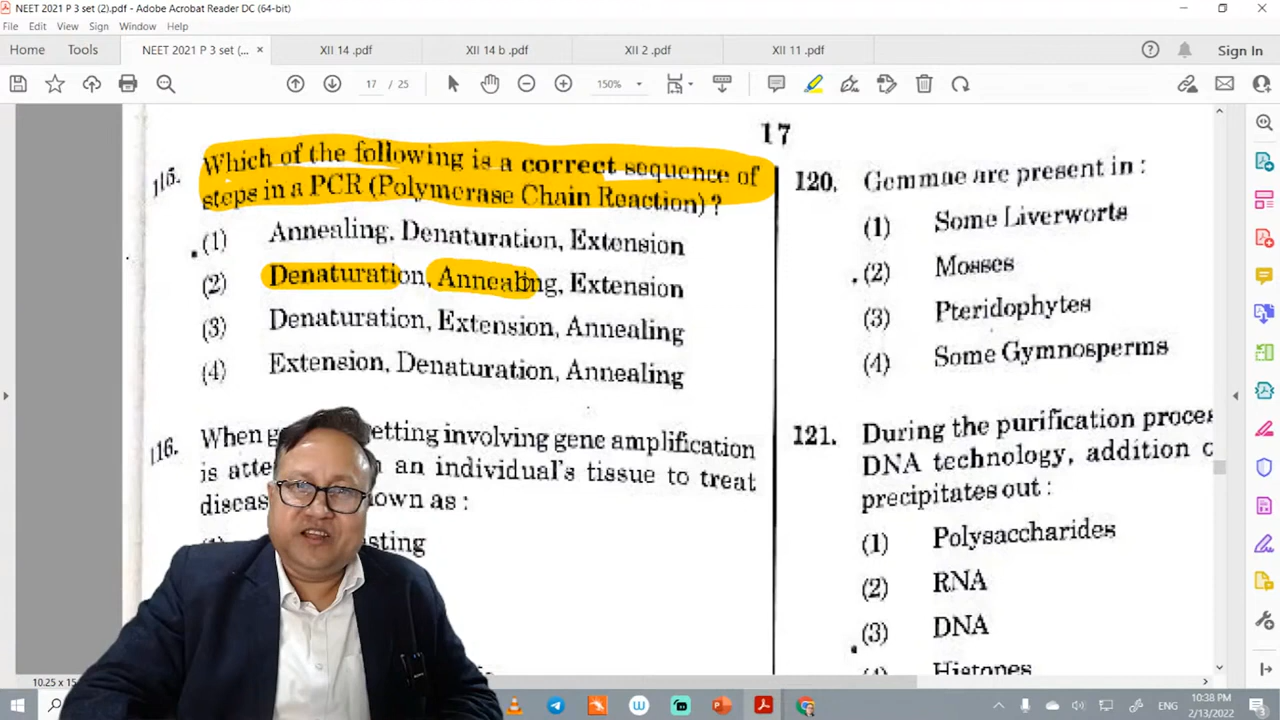 NEET 2021 P 3 set (2).pdf - Adobe Acrobat Reader DC (64-bit)
File Edit View Sign Window Help
Home Tools NEET 2021 P 3 set (... × XII 14 .pdf XII 14 b .pdf XII 2 .pdf XII 11 .pdf Sign In
17 / 25 150%
17
115. Which of the following is a correct sequence of
steps in a PCR (Polymerase Chain Reaction) ?
(1) Annealing, Denaturation, Extension
(2) Denaturation, Annealing, Extension
(3) Denaturation, Extension, Annealing
(4) Extension, Denaturation, Annealing
116. When etting involving gene amplification
is an individual's tissue to treat
own as :
sting
120. Gemmae are present in :
(1) Some Liverworts
(2) Mosses
(3) Pteridophytes
(4) Some Gymnosperms
121. During the purification proces
DNA technology, addition o
precipitates out :
(1) Polysaccharides
(2) RNA
(3) DNA
(4) Histones
10.25 x 15
ENG
10:38 PM
2/13/2022
3